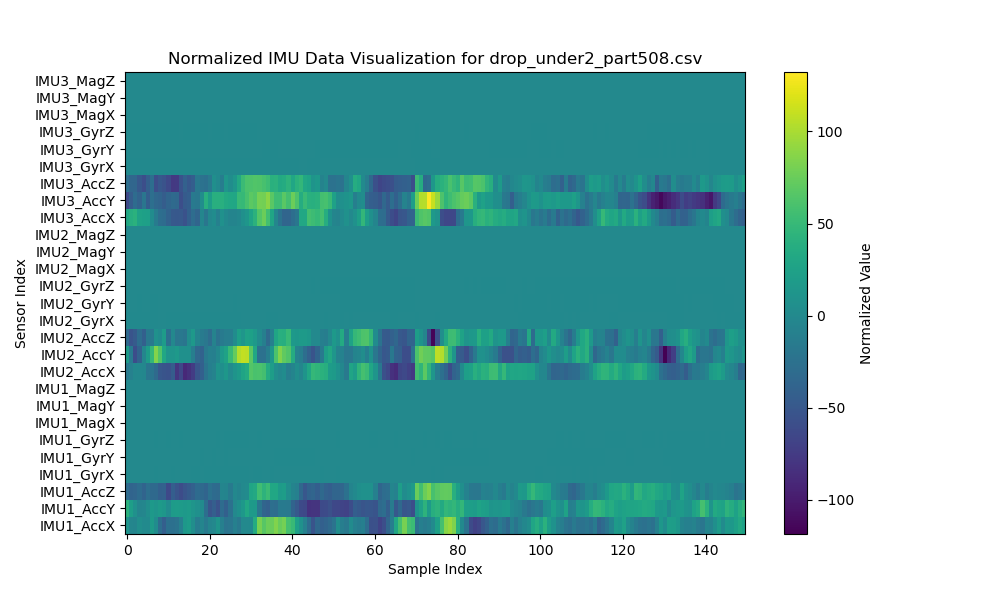 Normalized IMU Data Visualization for drop_under2_part508.csv
IMU3_MagZ
IMU3_MagY
IMU3_MagX
IMU3_GyrZ
IMU3_GyrY
IMU3_GyrX
IMU3_AccZ
IMU3_AccY
IMU3_AccX
IMU2_MagZ
IMU2_MagY
IMU2_MagX
IMU2_GyrZ
IMU2_GyrY
IMU2_GyrX
IMU2_AccZ
IMU2_AccY
IMU2_AccX
IMU1_MagZ
IMU1_MagY
IMU1_MagX
IMU1_GyrZ
IMU1_GyrY
IMU1_GyrX
IMU1_AccZ
IMU1_AccY
IMU1_AccX
Sensor Index
0 20 40 60 80 100 120 140
Sample Index
100
50
0
−50
−100
Normalized Value